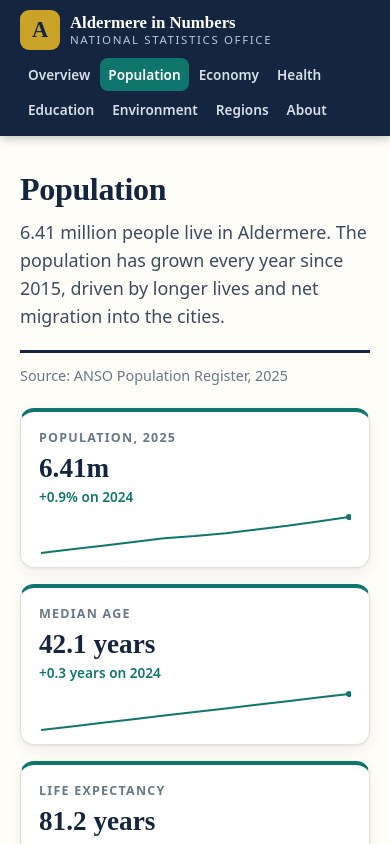 A
Aldermere in Numbers
NATIONAL STATISTICS OFFICE
Overview Population Economy Health
Education Environment Regions About
Population
6.41 million people live in Aldermere. The
population has grown every year since
2015, driven by longer lives and net
migration into the cities.
Source: ANSO Population Register, 2025
POPULATION, 2025
6.41m
+0.9% on 2024
MEDIAN AGE
42.1 years
+0.3 years on 2024
LIFE EXPECTANCY
81.2 years